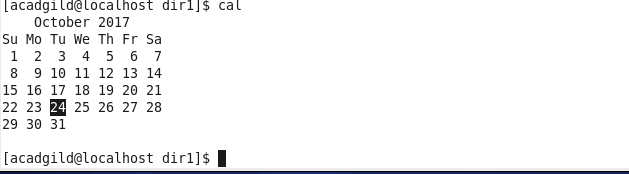 [acadgild@localhost dir1]$ cal
    October 2017
Su Mo Tu We Th Fr Sa
 1  2  3  4  5  6  7
 8  9 10 11 12 13 14
15 16 17 18 19 20 21
22 23 24 25 26 27 28
29 30 31
[acadgild@localhost dir1]$